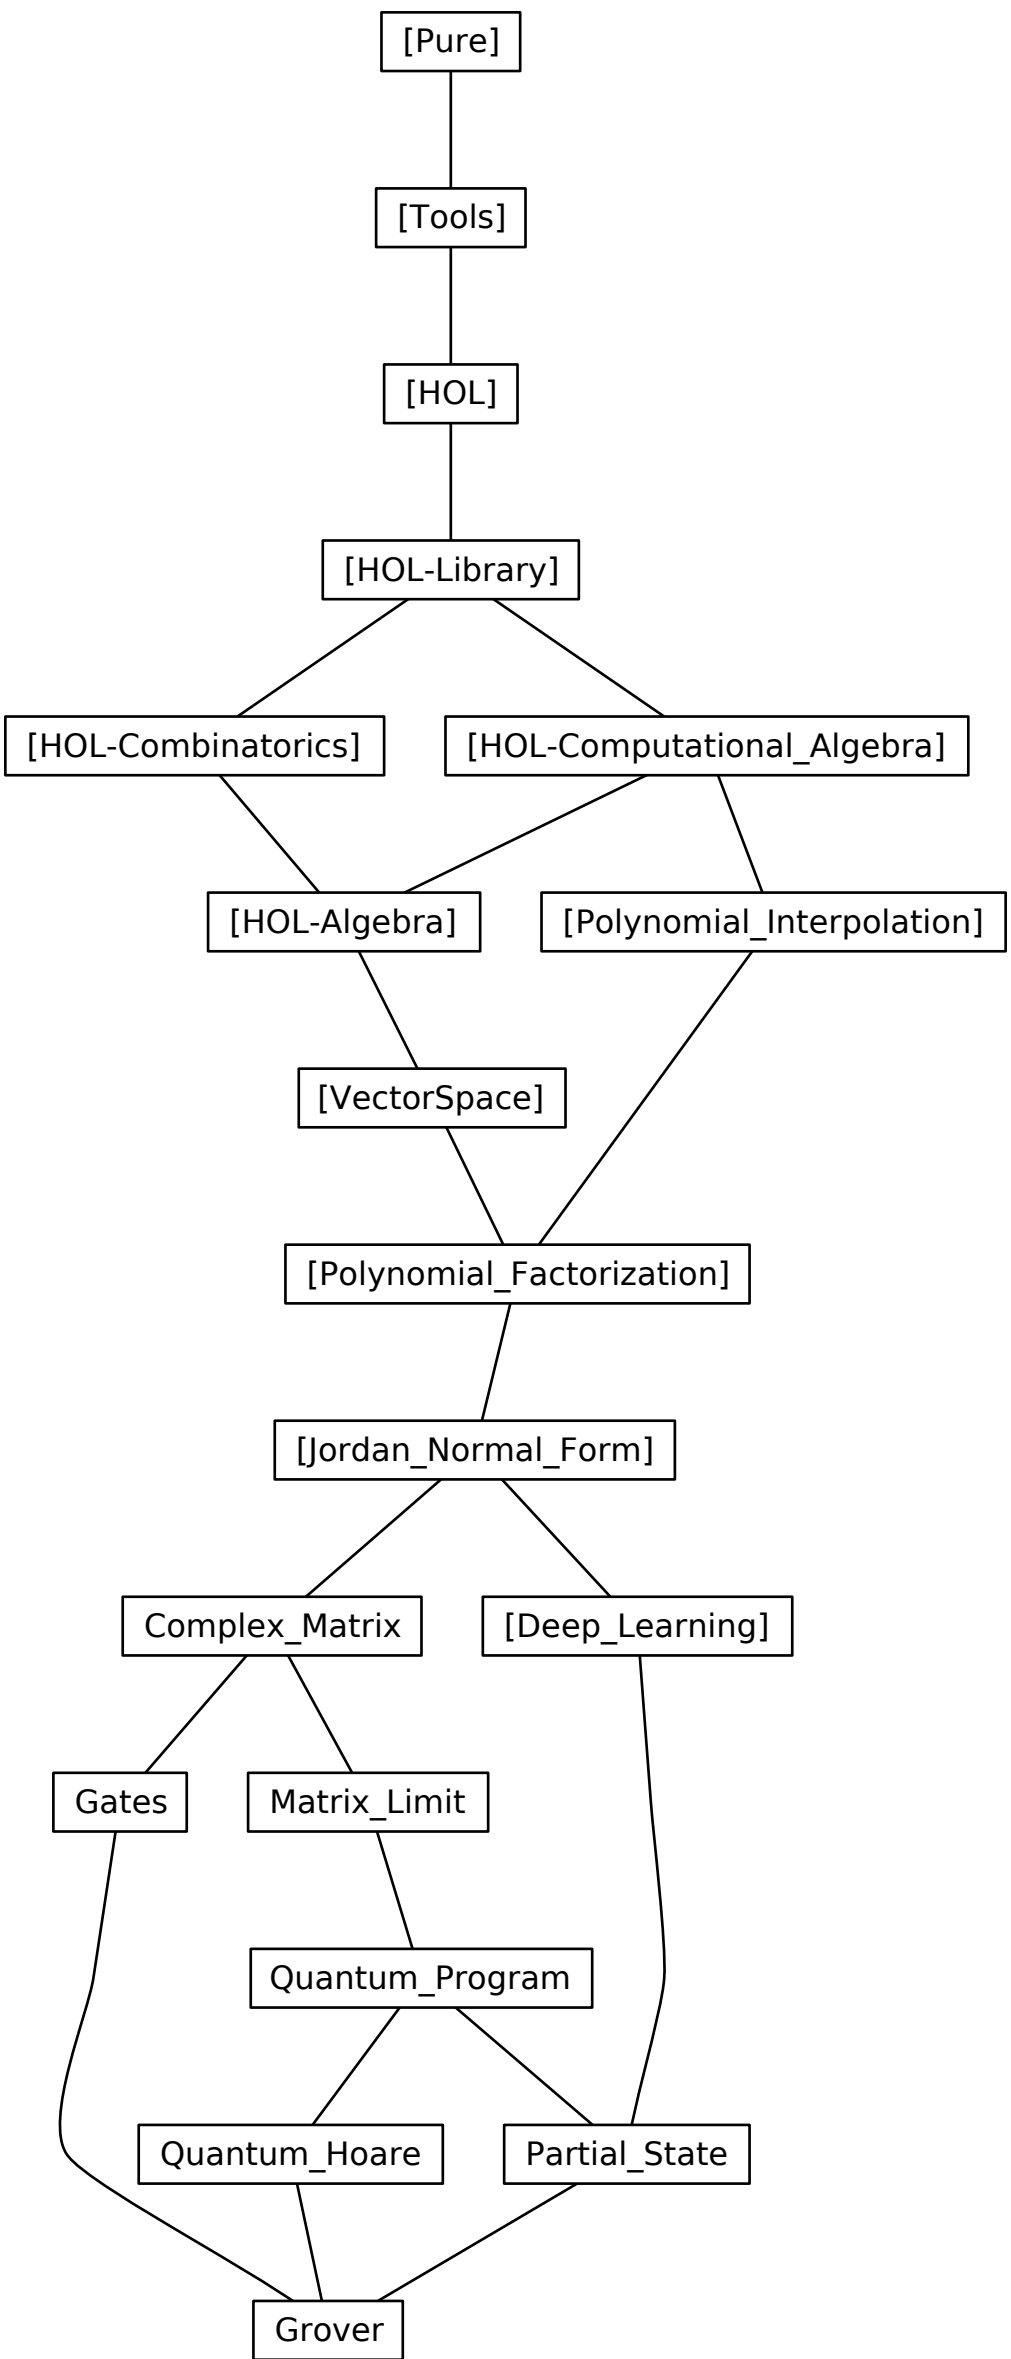 [Pure]
[Tools]
[HOL]
[HOL-Library]
[HOL-Combinatorics]
[HOL-Computational_Algebra]
[HOL-Algebra]
[Polynomial_Interpolation]
[VectorSpace]
[Polynomial_Factorization]
[Jordan_Normal_Form]
Complex_Matrix
[Deep_Learning]
Gates
Matrix_Limit
Quantum_Program
Quantum_Hoare
Partial_State
Grover